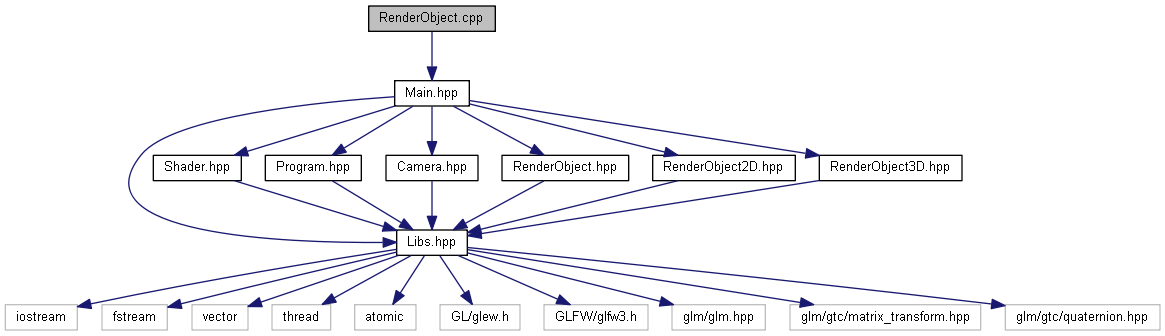 RenderObject.cpp
Main.hpp
Shader.hpp
Program.hpp
Camera.hpp
RenderObject.hpp
RenderObject2D.hpp
RenderObject3D.hpp
Libs.hpp
iostream
fstream
vector
thread
atomic
GL/glew.h
GLFW/glfw3.h
glm/glm.hpp
glm/gtc/matrix_transform.hpp
glm/gtc/quaternion.hpp